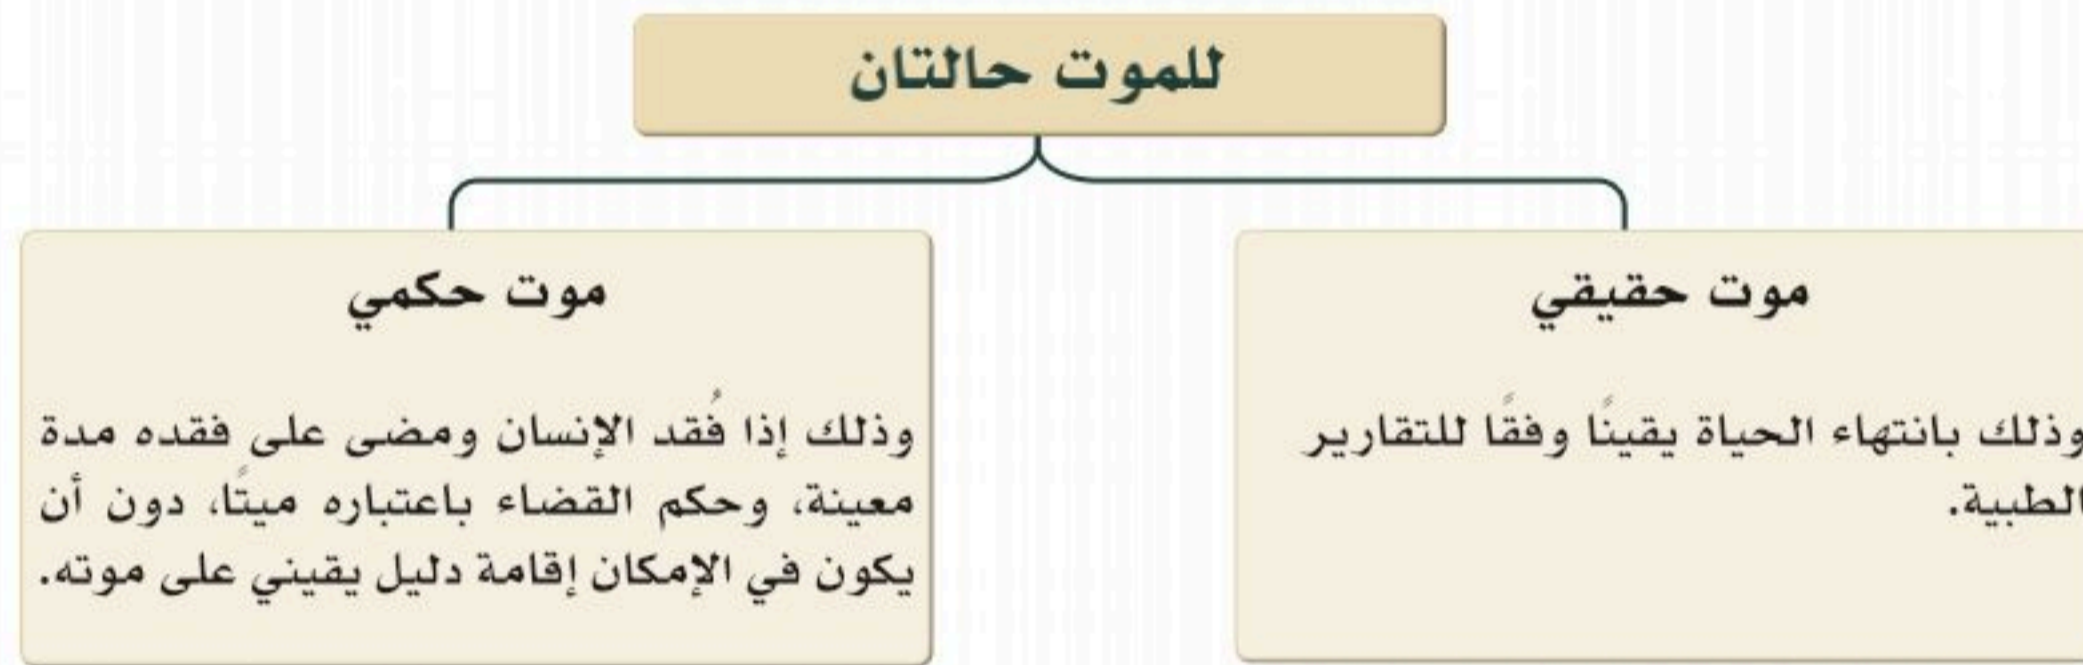 للموت حالتان
موت حقيقي
وذلك بانتهاء الحياة يقينًا وفقًا للتقارير
الطبية.
موت حكمي
وذلك إذا فُقد الإنسان ومضى على فقده مدة
معينة، وحكم القضاء باعتباره ميتًا، دون أن
يكون في الإمكان إقامة دليل يقيني على موته.